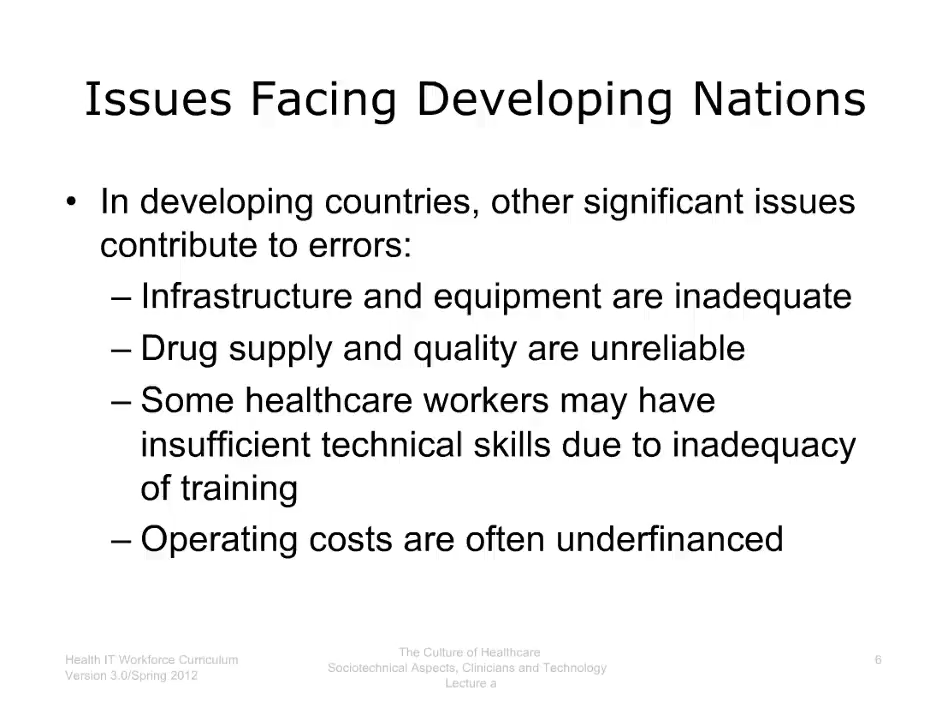 Issues Facing Developing Nations
• In developing countries, other significant issues
contribute to errors:
– Infrastructure and equipment are inadequate
– Drug supply and quality are unreliable
– Some healthcare workers may have
insufficient technical skills due to inadequacy
of training
– Operating costs are often underfinanced
Health IT Workforce Curriculum
Version 3.0/Spring 2012
The Culture of Healthcare
Sociotechnical Aspects, Clinicians and Technology
Lecture a
6